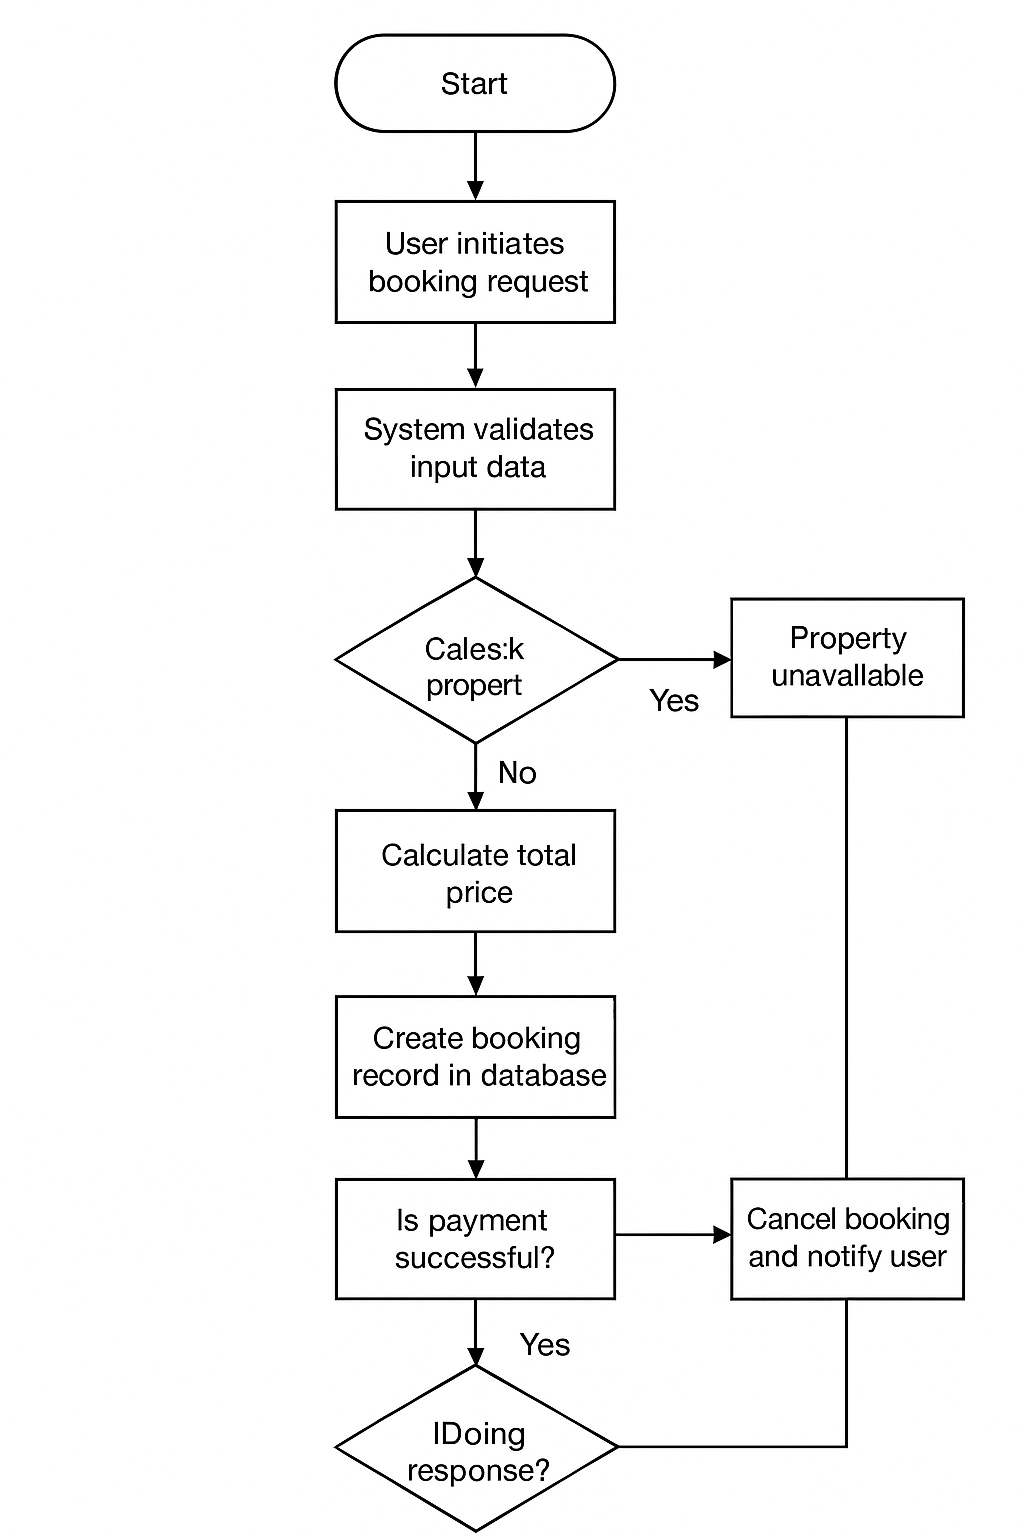 Start
User initiates
booking request
System validates
input data
Cales:k
propert
Yes
Property
unavallable
No
Calculate total
price
Create booking
record in database
Is payment
successful?
Cancel booking
and notify user
Yes
IDoing
response?